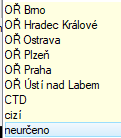 OŘ Brno
OŘ Hradec Králové
OŘ Ostrava
OŘ Plzeň
OŘ Praha
OŘ Ústí nad Labem
CTD
cizí
neurčeno